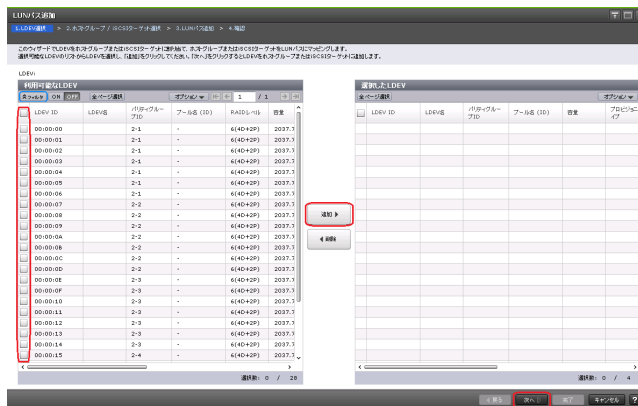 LUNパス追加
1.LDEV選択 > 2.ホストグループ / iSCSIターゲット選択 > 3.LUNパス追加 > 4.確認
このウィザードでLDEVをホストグループまたはiSCSIターゲットに割り当て、ホストグループまたはiSCSIターゲットをLUNパスにマッピングします。
選択可能なLDEVのリストからLDEVを選択し、「追加」をクリックしてください。「次へ」をクリックするとLDEVをホストグループまたはiSCSIターゲットに追加します。
LDEV:
利用可能なLDEV
フィルタ ON OFF 全ページ選択 オプション 1 / 1
LDEV ID LDEV名 パリティグループID プール名 (ID) RAIDレベル 容量
00:00:00 2-1 - 6(4D+2P) 2037.7
00:00:01 2-1 - 6(4D+2P) 2037.7
00:00:02 2-1 - 6(4D+2P) 2037.7
00:00:03 2-1 - 6(4D+2P) 2037.7
00:00:04 2-1 - 6(4D+2P) 2037.7
00:00:05 2-1 - 6(4D+2P) 2037.7
00:00:06 2-1 - 6(4D+2P) 2037.7
00:00:07 2-2 - 6(4D+2P) 2037.7
00:00:08 2-2 - 6(4D+2P) 2037.7
00:00:09 2-2 - 6(4D+2P) 2037.7
00:00:0A 2-2 - 6(4D+2P) 2037.7
00:00:0B 2-2 - 6(4D+2P) 2037.7
00:00:0C 2-2 - 6(4D+2P) 2037.7
00:00:0D 2-2 - 6(4D+2P) 2037.7
00:00:0E 2-3 - 6(4D+2P) 2037.7
00:00:0F 2-3 - 6(4D+2P) 2037.7
00:00:10 2-3 - 6(4D+2P) 2037.7
00:00:11 2-3 - 6(4D+2P) 2037.7
00:00:12 2-3 - 6(4D+2P) 2037.7
00:00:13 2-3 - 6(4D+2P) 2037.7
00:00:14 2-3 - 6(4D+2P) 2037.7
00:00:15 2-4 - 6(4D+2P) 2037.7
選択数: 0 / 28
追加
削除
選択したLDEV
全ページ選択 オプション
LDEV ID LDEV名 パリティグループID プール名 (ID) 容量 プロビジョニ
イプ
選択数: 0 / 4
戻る 次へ 完了 キャンセル ?